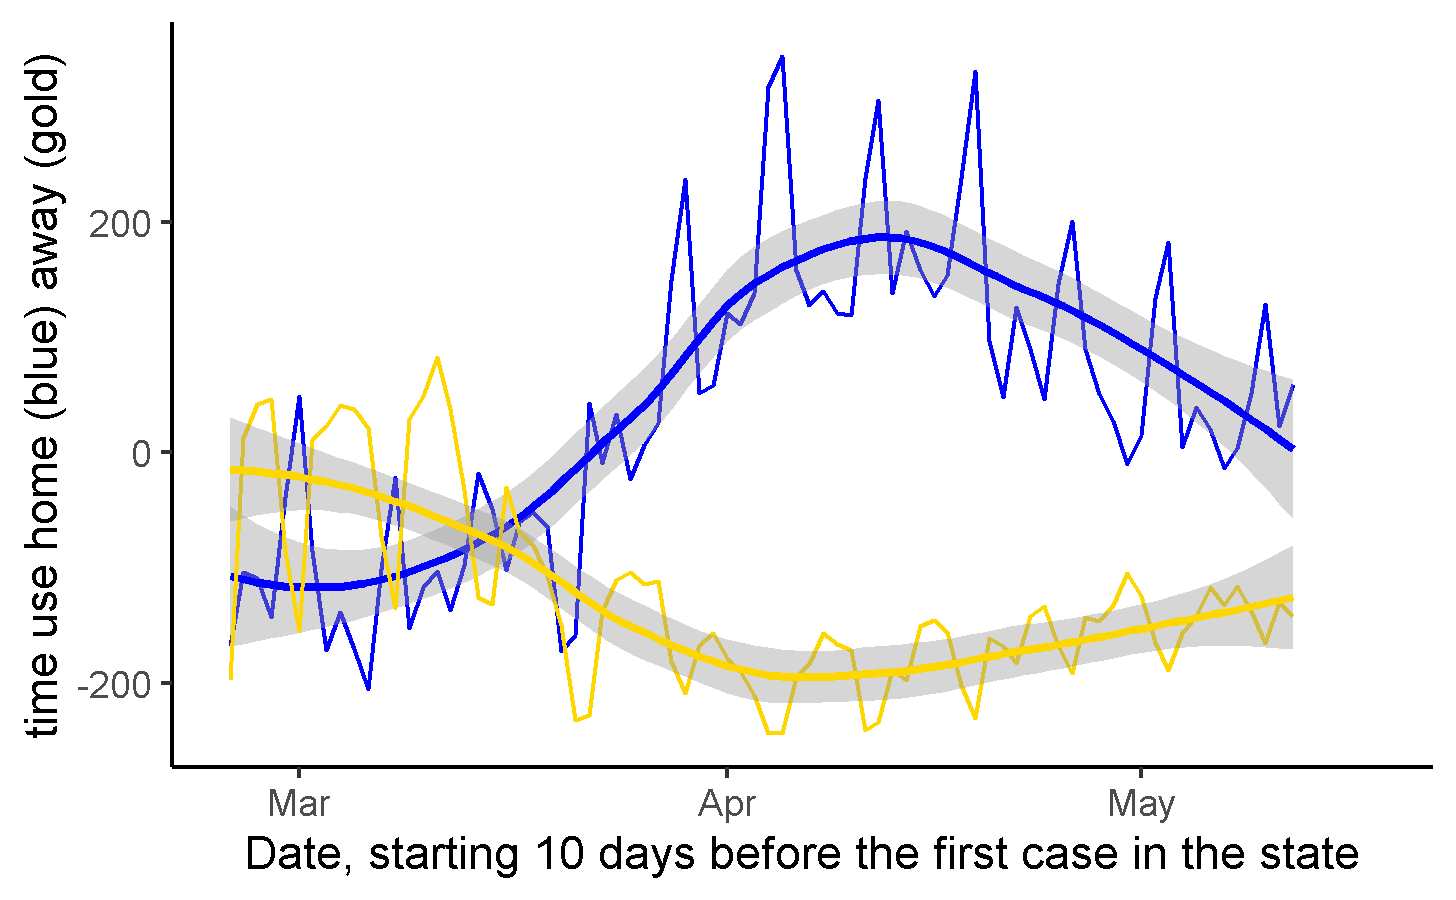 time use home (blue) away (gold)
200
0
-200
Mar
Apr
May
Date, starting 10 days before the first case in the state